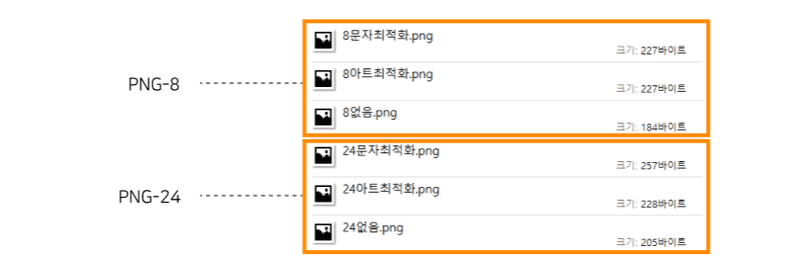 PNG-8
8문자최적화.png
크기: 227바이트
8아트최적화.png
크기: 227바이트
8없음.png
크기: 184바이트
PNG-24
24문자최적화.png
크기: 257바이트
24아트최적화.png
크기: 228바이트
24없음.png
크기: 205바이트